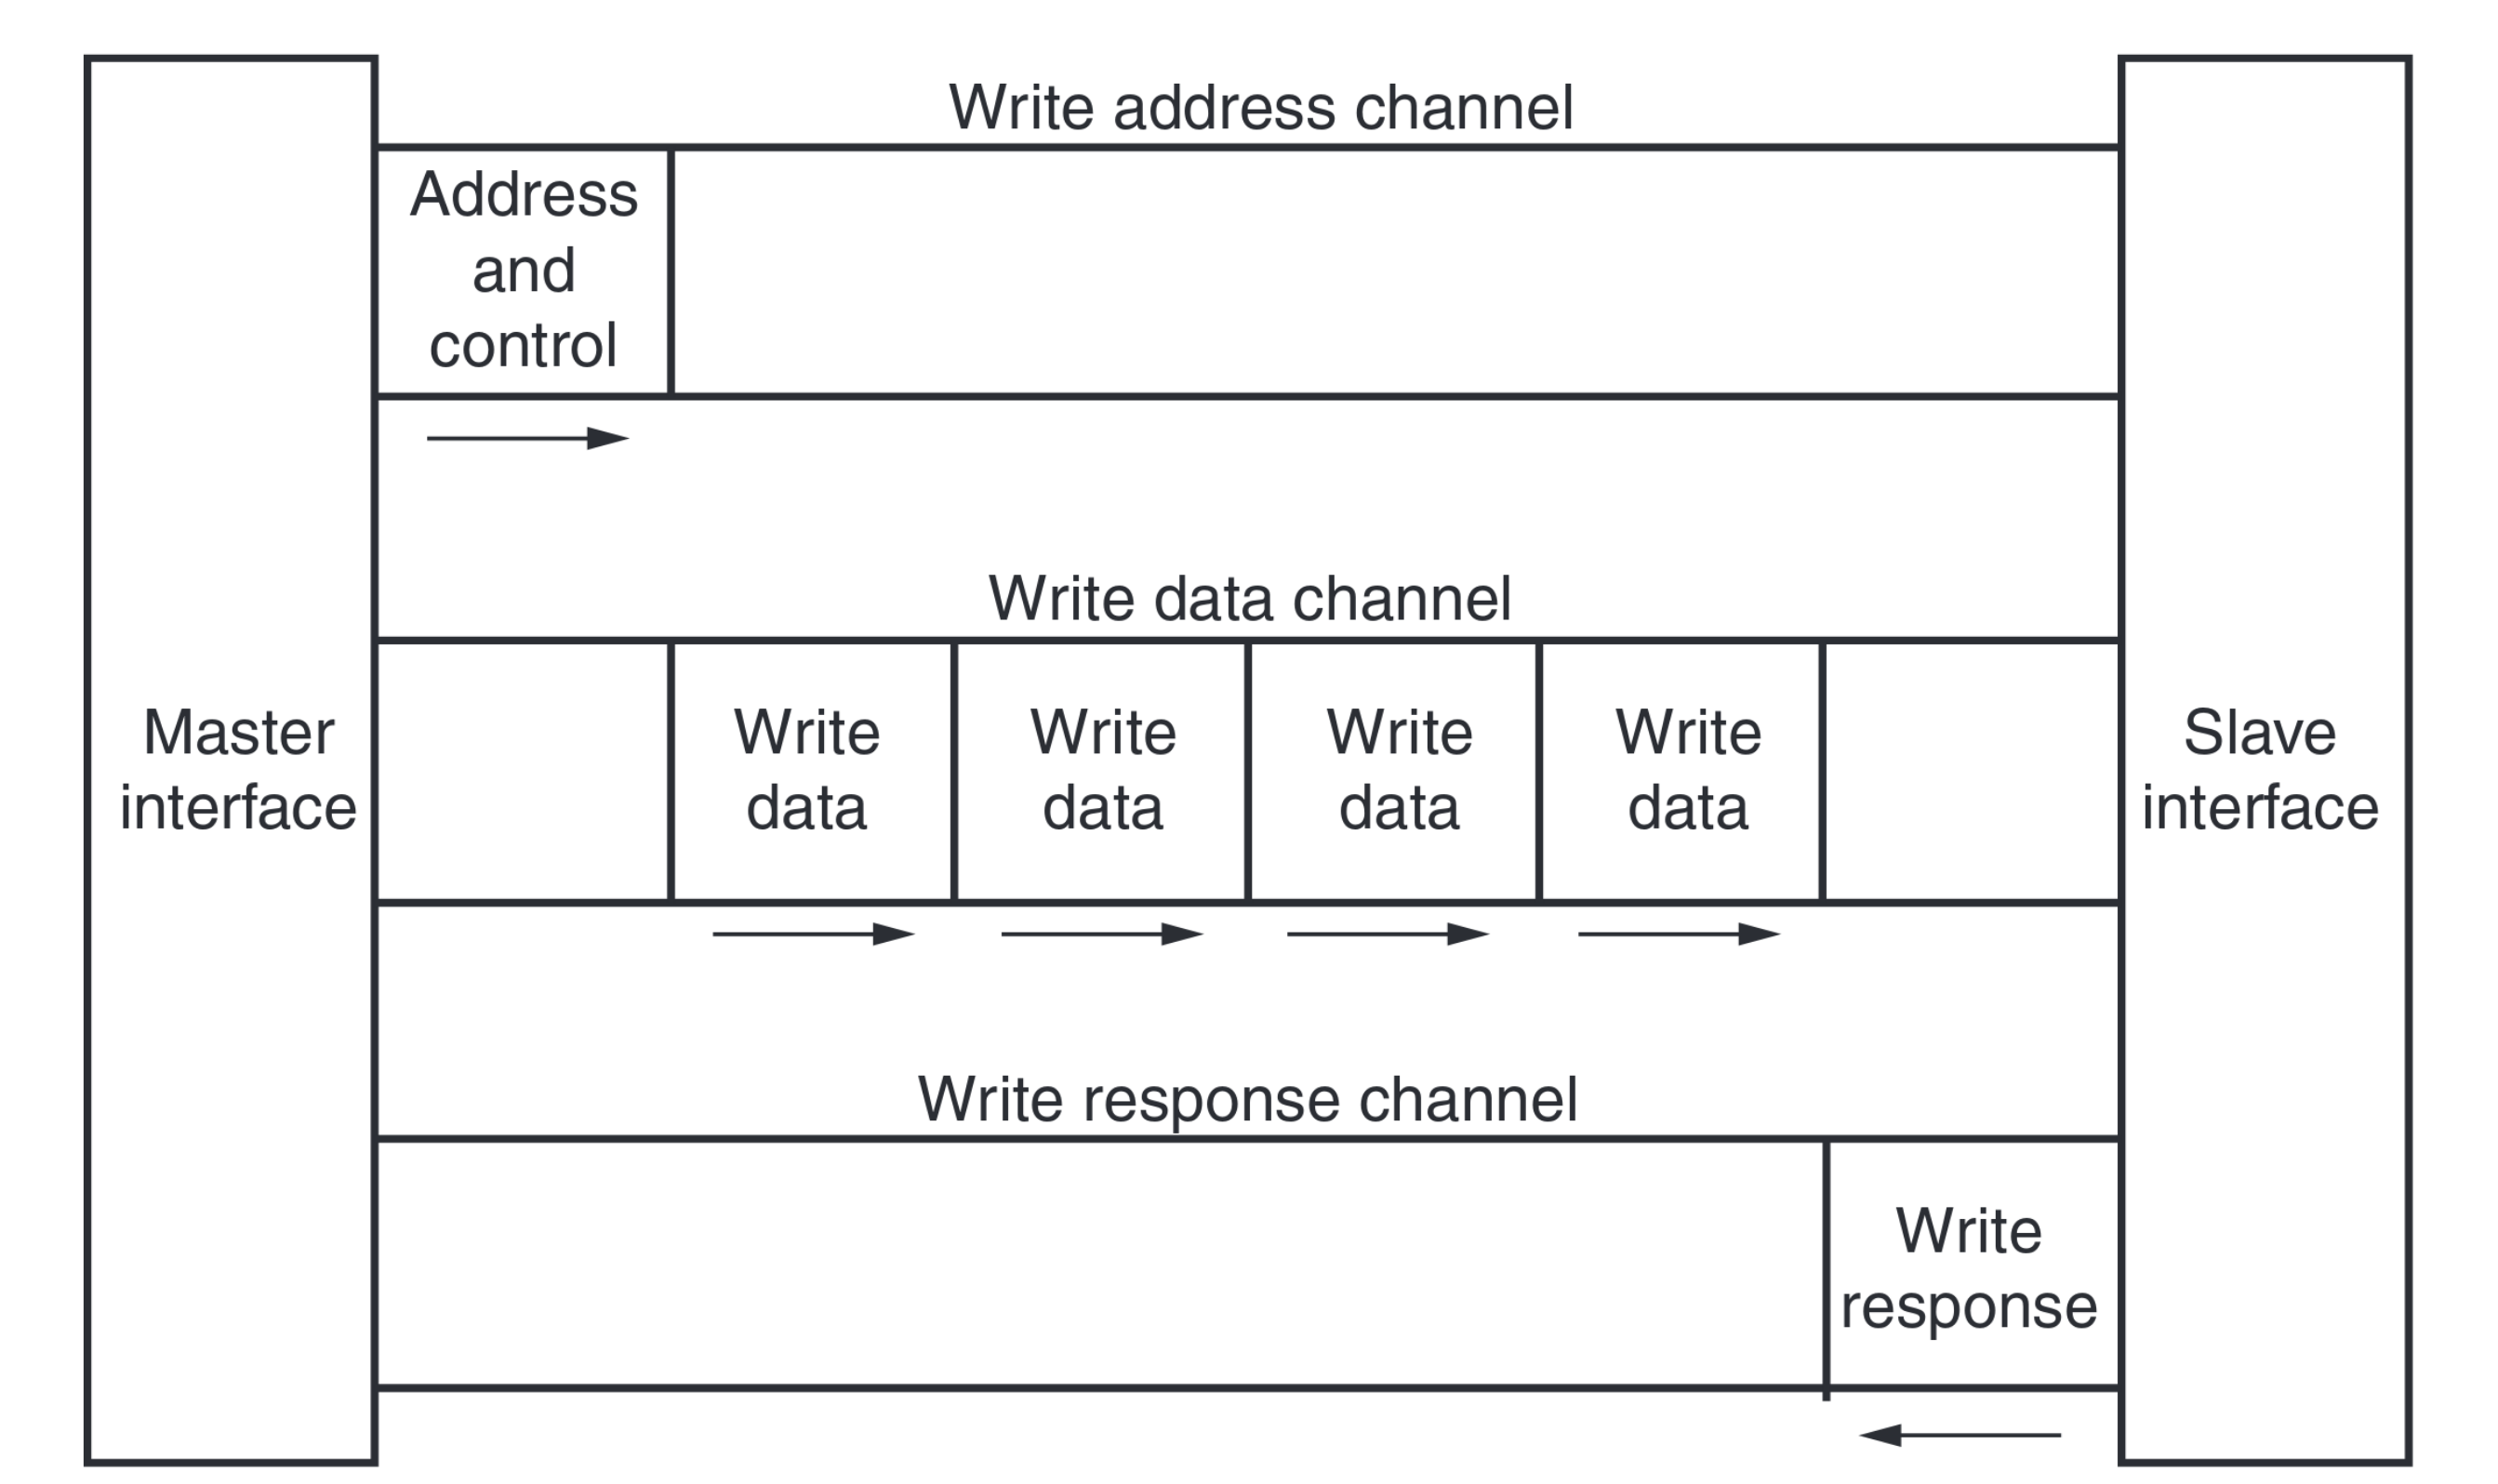 Write address channel
Address
and
control
Write data channel
Master
interface
Write
data
Write
data
Write
data
Write
data
Slave
interface
Write response channel
Write
response